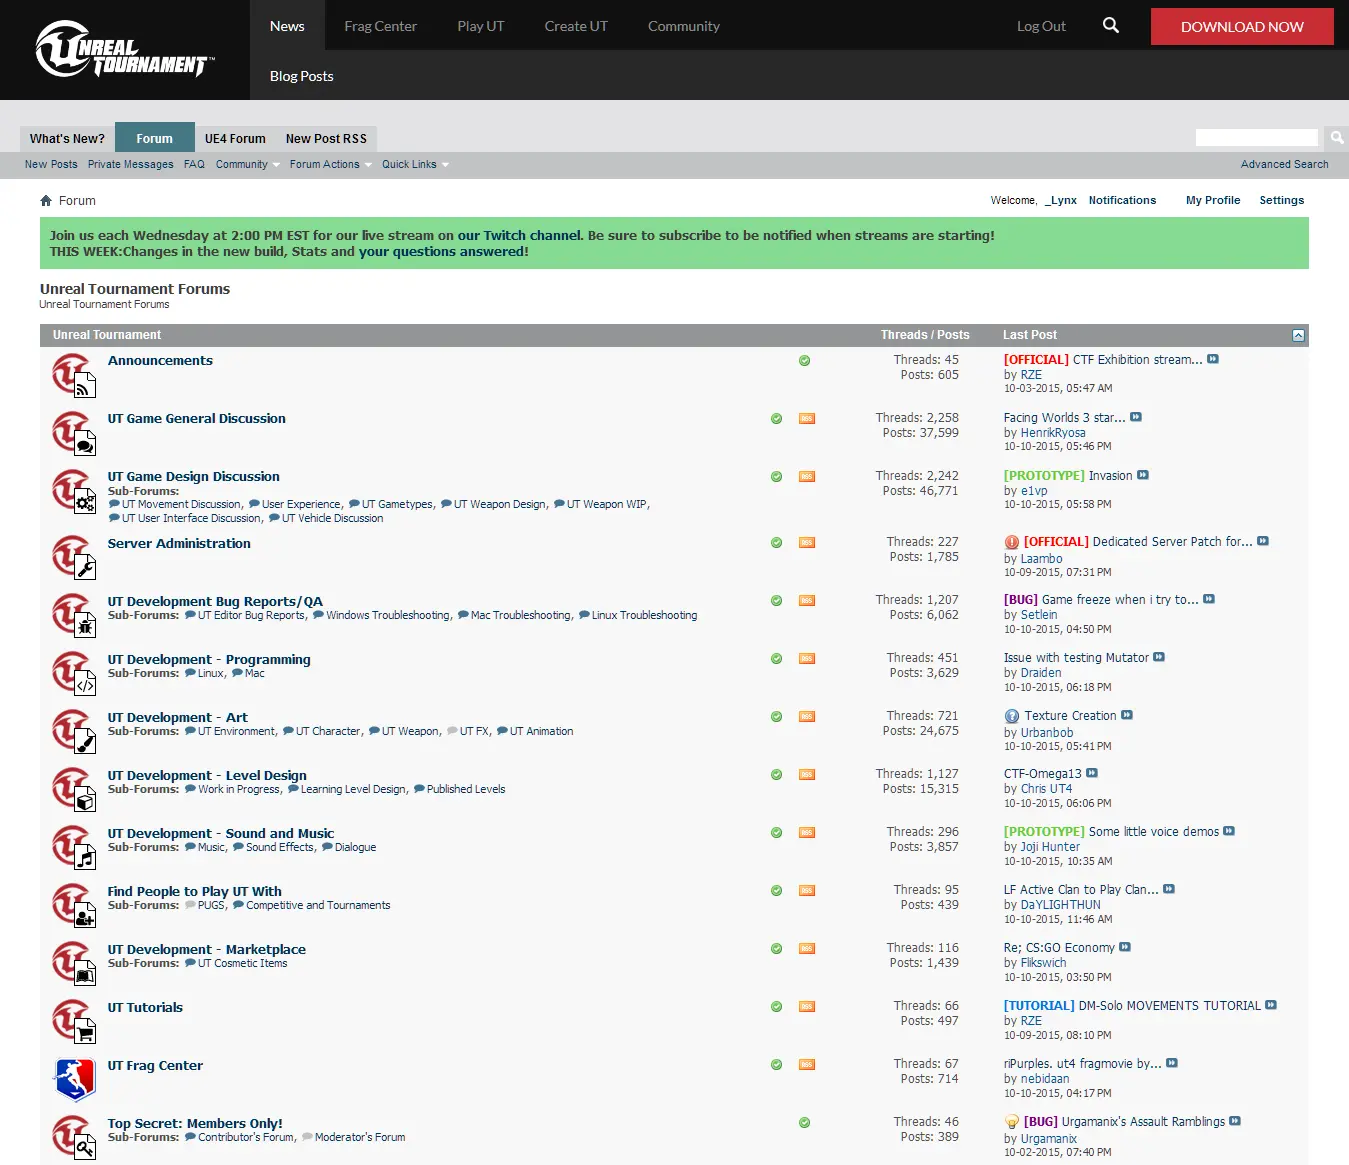 UNREAL TOURNAMENT™
News Frag Center Play UT Create UT Community Log Out DOWNLOAD NOW
Blog Posts
What's New? Forum UE4 Forum New Post RSS
New Posts Private Messages FAQ Community Forum Actions Quick Links Advanced Search
Forum Welcome, _Lynx Notifications My Profile Settings
Join us each Wednesday at 2:00 PM EST for our live stream on our Twitch channel. Be sure to subscribe to be notified when streams are starting!
THIS WEEK:Changes in the new build, Stats and your questions answered!
Unreal Tournament Forums
Unreal Tournament Forums
Unreal Tournament Threads / Posts Last Post
Announcements Threads: 45 [OFFICIAL] CTF Exhibition stream...
Posts: 605 by RZE
10-03-2015, 05:47 AM
UT Game General Discussion RSS Threads: 2,258 Facing Worlds 3 star...
Posts: 37,599 by HenrikRyosa
10-10-2015, 05:46 PM
UT Game Design Discussion RSS Threads: 2,242 [PROTOTYPE] Invasion
Sub-Forums: Posts: 46,771 by e1vp
UT Movement Discussion, User Experience, UT Gametypes, UT Weapon Design, UT Weapon WIP, 10-10-2015, 05:58 PM
UT User Interface Discussion, UT Vehicle Discussion
Server Administration RSS Threads: 227 [OFFICIAL] Dedicated Server Patch for...
Posts: 1,785 by Laambo
10-09-2015, 07:31 PM
UT Development Bug Reports/QA RSS Threads: 1,207 [BUG] Game freeze when i try to...
Sub-Forums: UT Editor Bug Reports, Windows Troubleshooting, Mac Troubleshooting, Linux Troubleshooting Posts: 6,062 by Setlein
10-10-2015, 04:50 PM
UT Development - Programming RSS Threads: 451 Issue with testing Mutator
Sub-Forums: Linux, Mac Posts: 3,629 by Draiden
10-10-2015, 06:18 PM
UT Development - Art RSS Threads: 721 Texture Creation
Sub-Forums: UT Environment, UT Character, UT Weapon, UT FX, UT Animation Posts: 24,675 by Urbanbob
10-10-2015, 05:41 PM
UT Development - Level Design RSS Threads: 1,127 CTF-Omega13
Sub-Forums: Work in Progress, Learning Level Design, Published Levels Posts: 15,315 by Chris UT4
10-10-2015, 06:06 PM
UT Development - Sound and Music RSS Threads: 296 [PROTOTYPE] Some little voice demos
Sub-Forums: Music, Sound Effects, Dialogue Posts: 3,857 by Joji Hunter
10-10-2015, 10:35 AM
Find People to Play UT With RSS Threads: 95 LF Active Clan to Play Clan...
Sub-Forums: PUGS, Competitive and Tournaments Posts: 439 by DaYLIGHTHUN
10-10-2015, 11:46 AM
UT Development - Marketplace RSS Threads: 116 Re; CS:GO Economy
Sub-Forums: UT Cosmetic Items Posts: 1,439 by Flikswich
10-10-2015, 03:50 PM
UT Tutorials RSS Threads: 66 [TUTORIAL] DM-Solo MOVEMENTS TUTORIAL
Posts: 497 by RZE
10-09-2015, 08:10 PM
UT Frag Center RSS Threads: 67 riPurples. ut4 fragmovie by...
Posts: 714 by nebidaan
10-10-2015, 04:17 PM
Top Secret: Members Only! Threads: 46 [BUG] Urgamanix's Assault Ramblings
Sub-Forums: Contributor's Forum, Moderator's Forum Posts: 389 by Urgamanix
10-02-2015, 07:40 PM